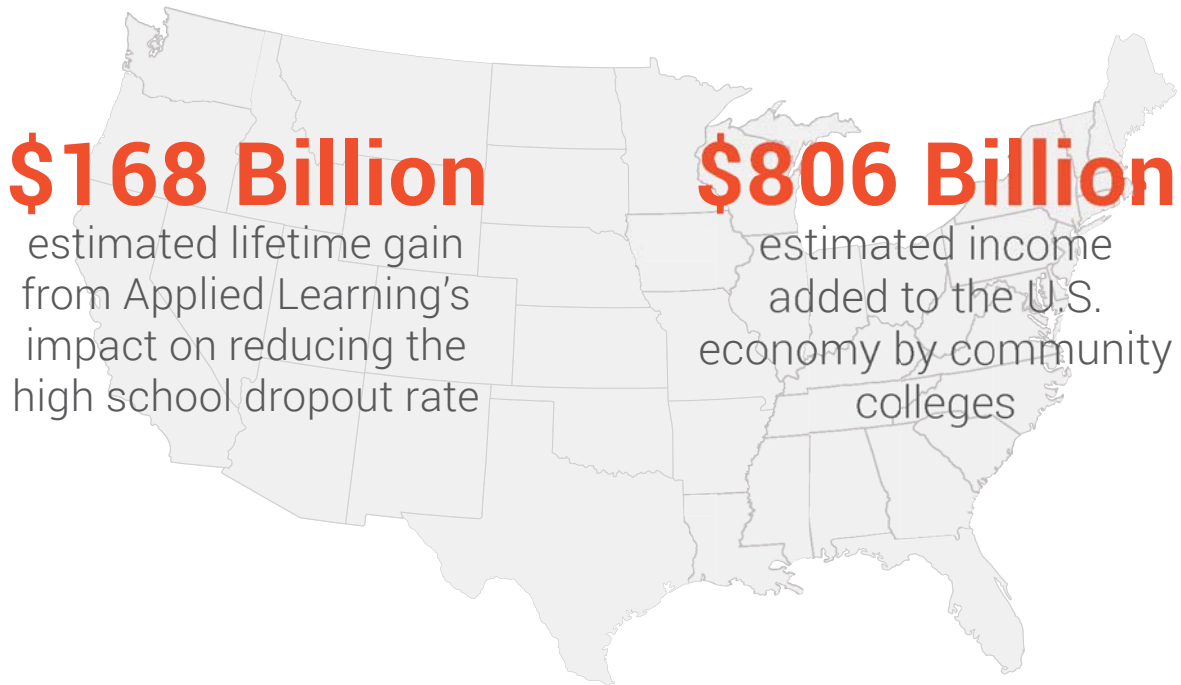 $168 Billion
estimated lifetime gain
from Applied Learning’s
impact on reducing the
high school dropout rate
$806 Billion
estimated income
added to the U.S.
economy by community
colleges